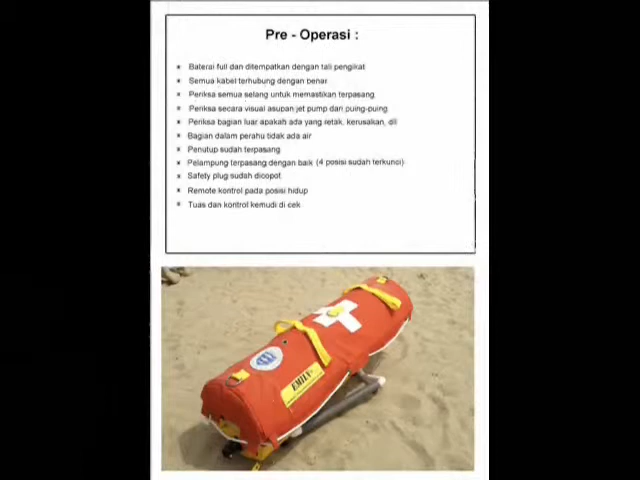 Pre - Operasi :
* Baterai full dan ditempatkan dengan tali pengikat
* Semua kabel terhubung dengan benar
* Periksa semua selang untuk memastikan terpasang
* Periksa secara visual asupan jet pump dari puing-puing
* Periksa bagian luar apakah ada yang retak, kerusakan, dll
* Bagian dalam perahu tidak ada air
* Penutup sudah terpasang
* Pelampung terpasang dengan baik (4 posisi sudah terkunci)
* Safety plug sudah dicopot
* Remote kontrol pada posisi hidup
* Tuas dan kontrol kemudi di cek
EMILY